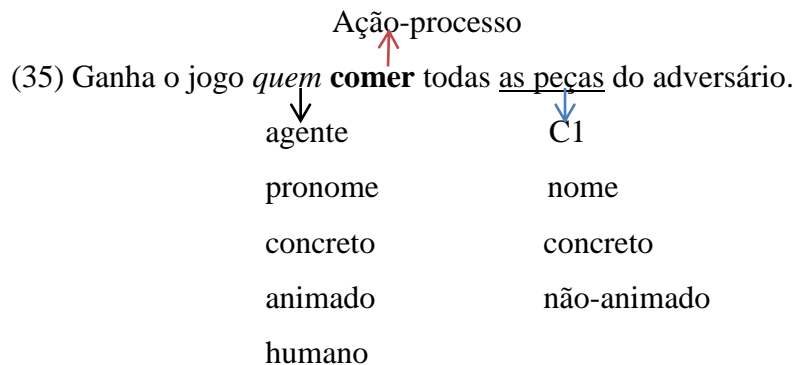 Ação-processo
(35) Ganha o jogo quem comer todas as peças do adversário.
agente C1
pronome nome
concreto concreto
animado não-animado
humano